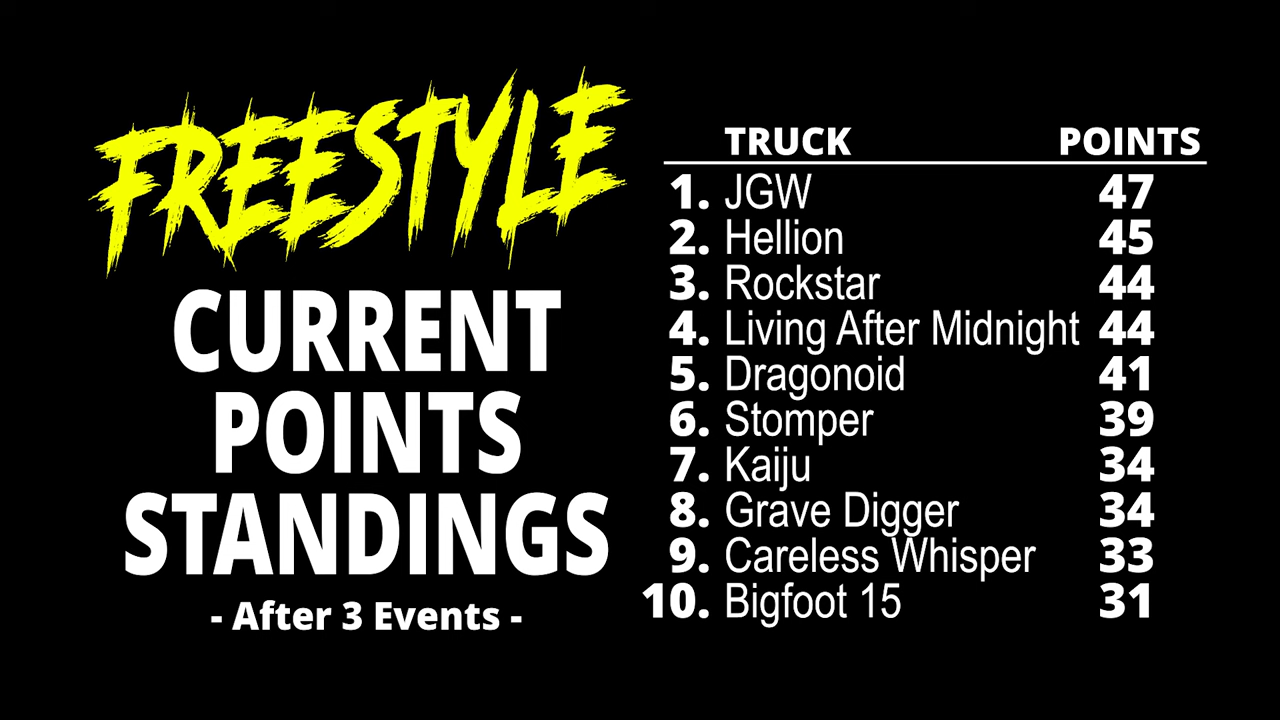 FREESTYLE
CURRENT
POINTS
STANDINGS
- After 3 Events -
TRUCK POINTS
1. JGW 47
2. Hellion 45
3. Rockstar 44
4. Living After Midnight 44
5. Dragonoid 41
6. Stomper 39
7. Kaiju 34
8. Grave Digger 34
9. Careless Whisper 33
10. Bigfoot 15 31